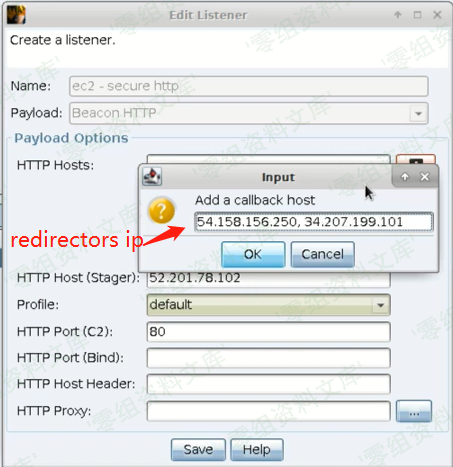 Edit Listener
Create a listener.
Name: ec2 - secure http
Payload: Beacon HTTP
Payload Options
HTTP Hosts:
Input
Add a callback host
redirectors ip
54.158.156.250, 34.207.199.101
OK Cancel
HTTP Host (Stager): 52.201.78.102
Profile: default
HTTP Port (C2): 80
HTTP Port (Bind):
HTTP Host Header:
HTTP Proxy: ...
Save Help
零组资料文库